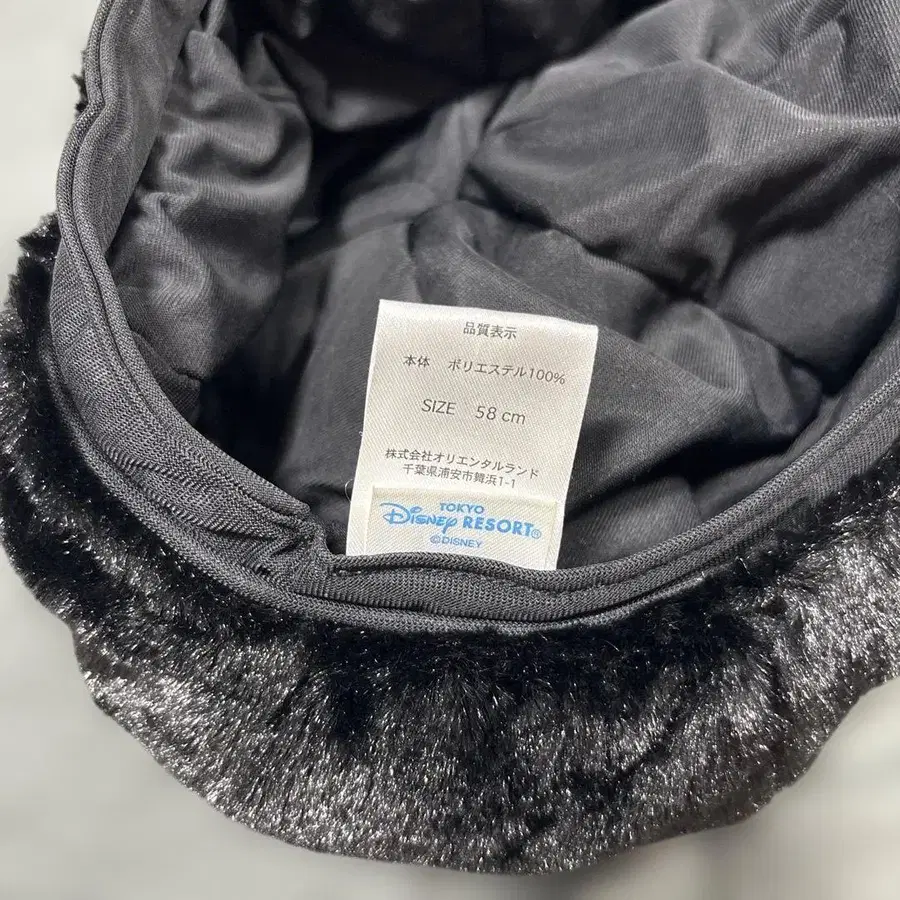 品質表示
本体 ポリエステル100%
SIZE 58 cm
株式会社オリエンタルランド
千葉県浦安市舞浜1-1
TOKYO
Disney RESORT®
©DISNEY